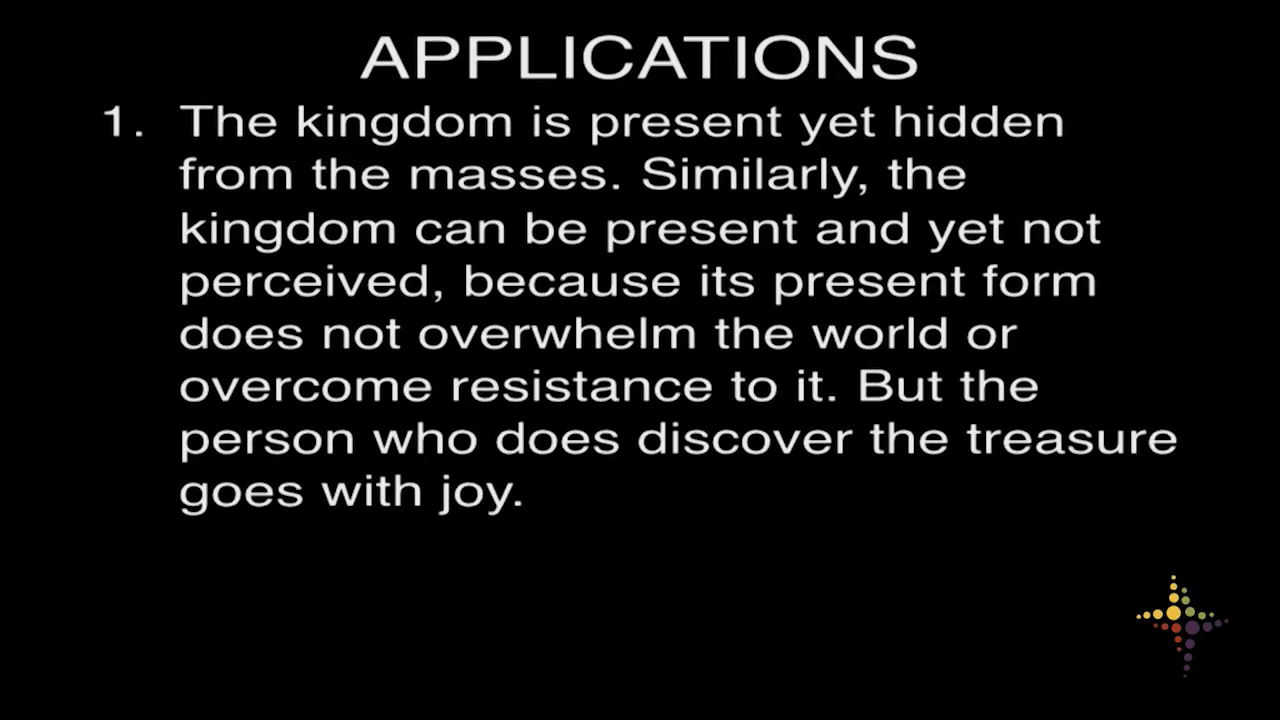 APPLICATIONS
1. The kingdom is present yet hidden
from the masses. Similarly, the
kingdom can be present and yet not
perceived, because its present form
does not overwhelm the world or
overcome resistance to it. But the
person who does discover the treasure
goes with joy.